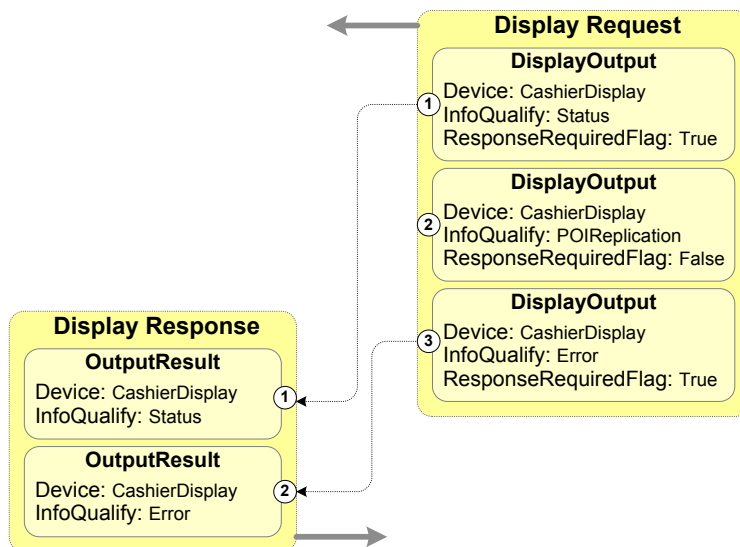 Display Request
DisplayOutput
1
Device: CashierDisplay
InfoQualify: Status
ResponseRequiredFlag: True
DisplayOutput
2
Device: CashierDisplay
InfoQualify: POIReplication
ResponseRequiredFlag: False
DisplayOutput
3
Device: CashierDisplay
InfoQualify: Error
ResponseRequiredFlag: True
Display Response
OutputResult
Device: CashierDisplay
1
InfoQualify: Status
OutputResult
Device: CashierDisplay
2
InfoQualify: Error